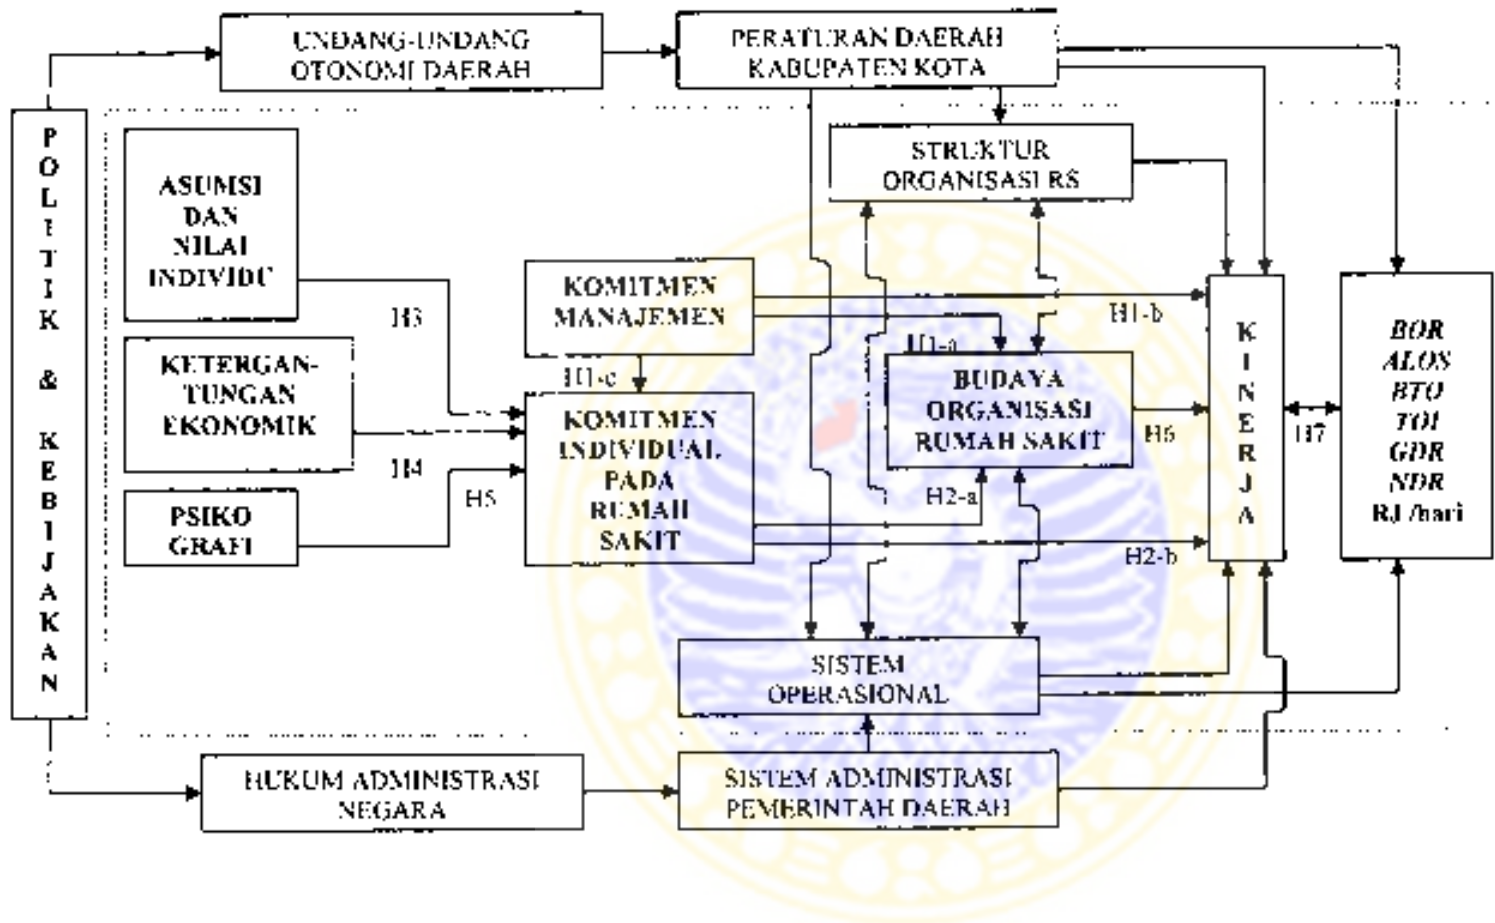 UNDANG-UNDANG
OTONOMI DAERAH
PERATURAN DAERAH
KABUPATEN KOTA
POLITIK & KEBIJAKAN
ASUMSI
DAN
NILAI
INDIVIDU
STRUKTUR
ORGANISASI RS
KOMITMEN
MANAJEMEN
H3
H1-b
H1-a
KETERGAN-
TUNGAN
EKONOMIK
H1-c
KOMITMEN
INDIVIDUAL
PADA
RUMAH
SAKIT
BUDAYA
ORGANISASI
RUMAH SAKIT
KINERJA
BOR
ALOS
BTO
TOI
GDR
NDR
RJ /hari
H6
H7
H4
H5
H2-a
PSIKO
GRAFI
H2-b
SISTEM
OPERASIONAL
HUKUM ADMINISTRASI
NEGARA
SISTEM ADMINISTRASI
PEMERINTAH DAERAH